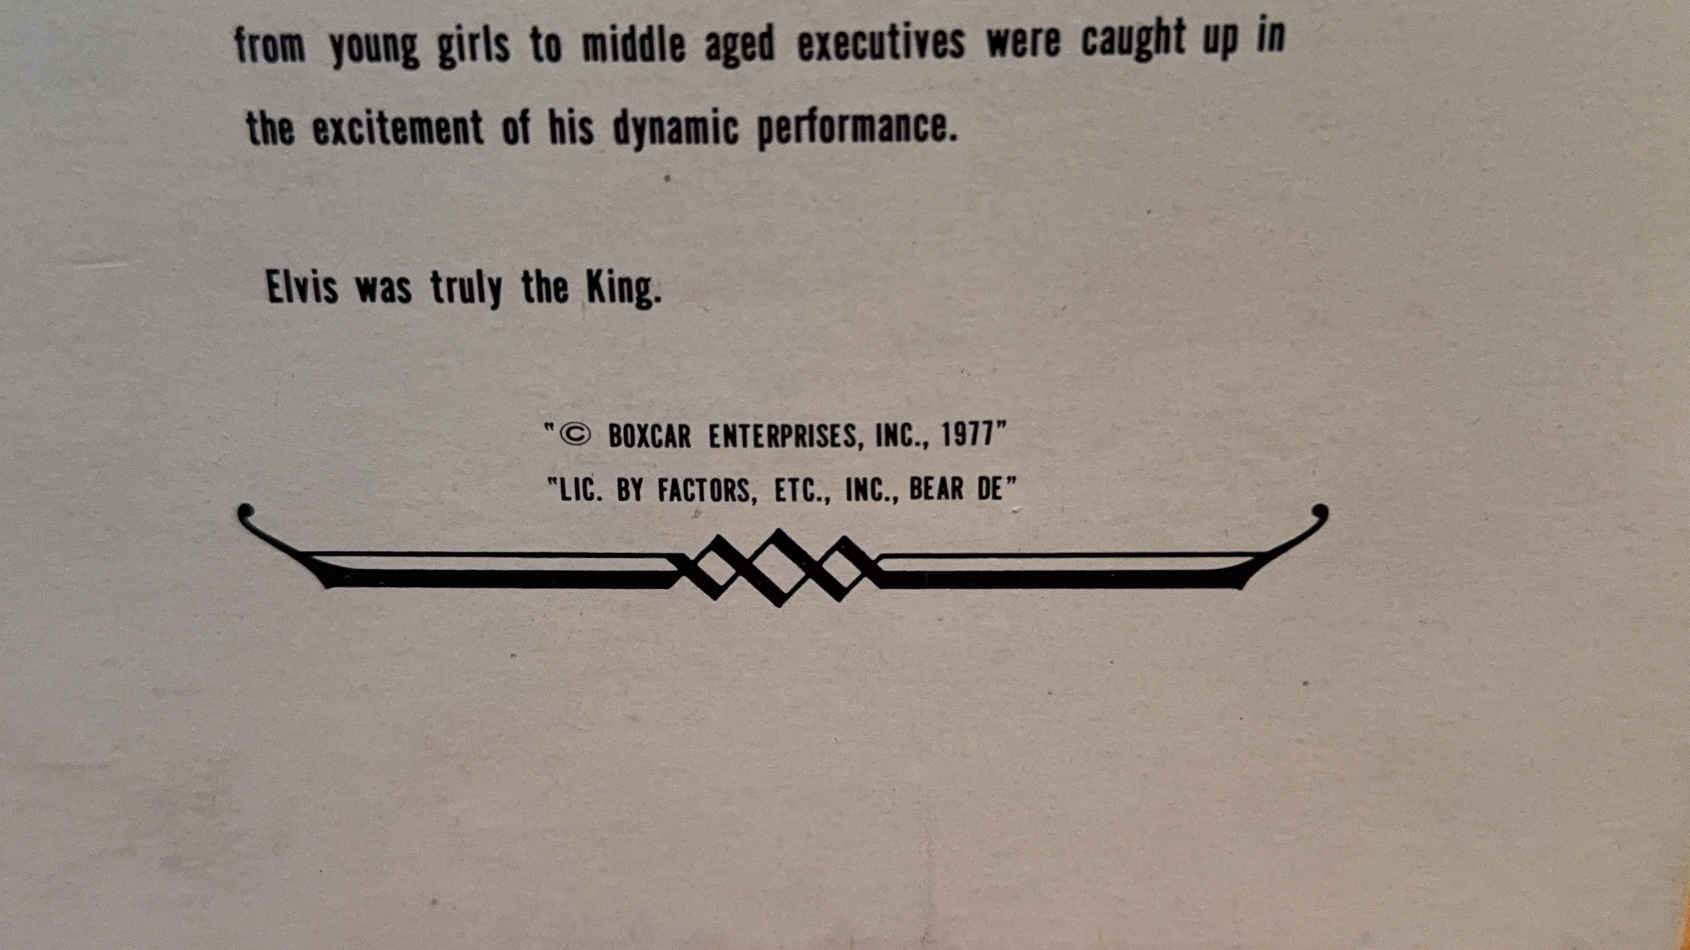 from young girls to middle aged executives were caught up in
the excitement of his dynamic performance.
Elvis was truly the King.
"© BOXCAR ENTERPRISES, INC., 1977"
"LIC. BY FACTORS, ETC., INC., BEAR DE"